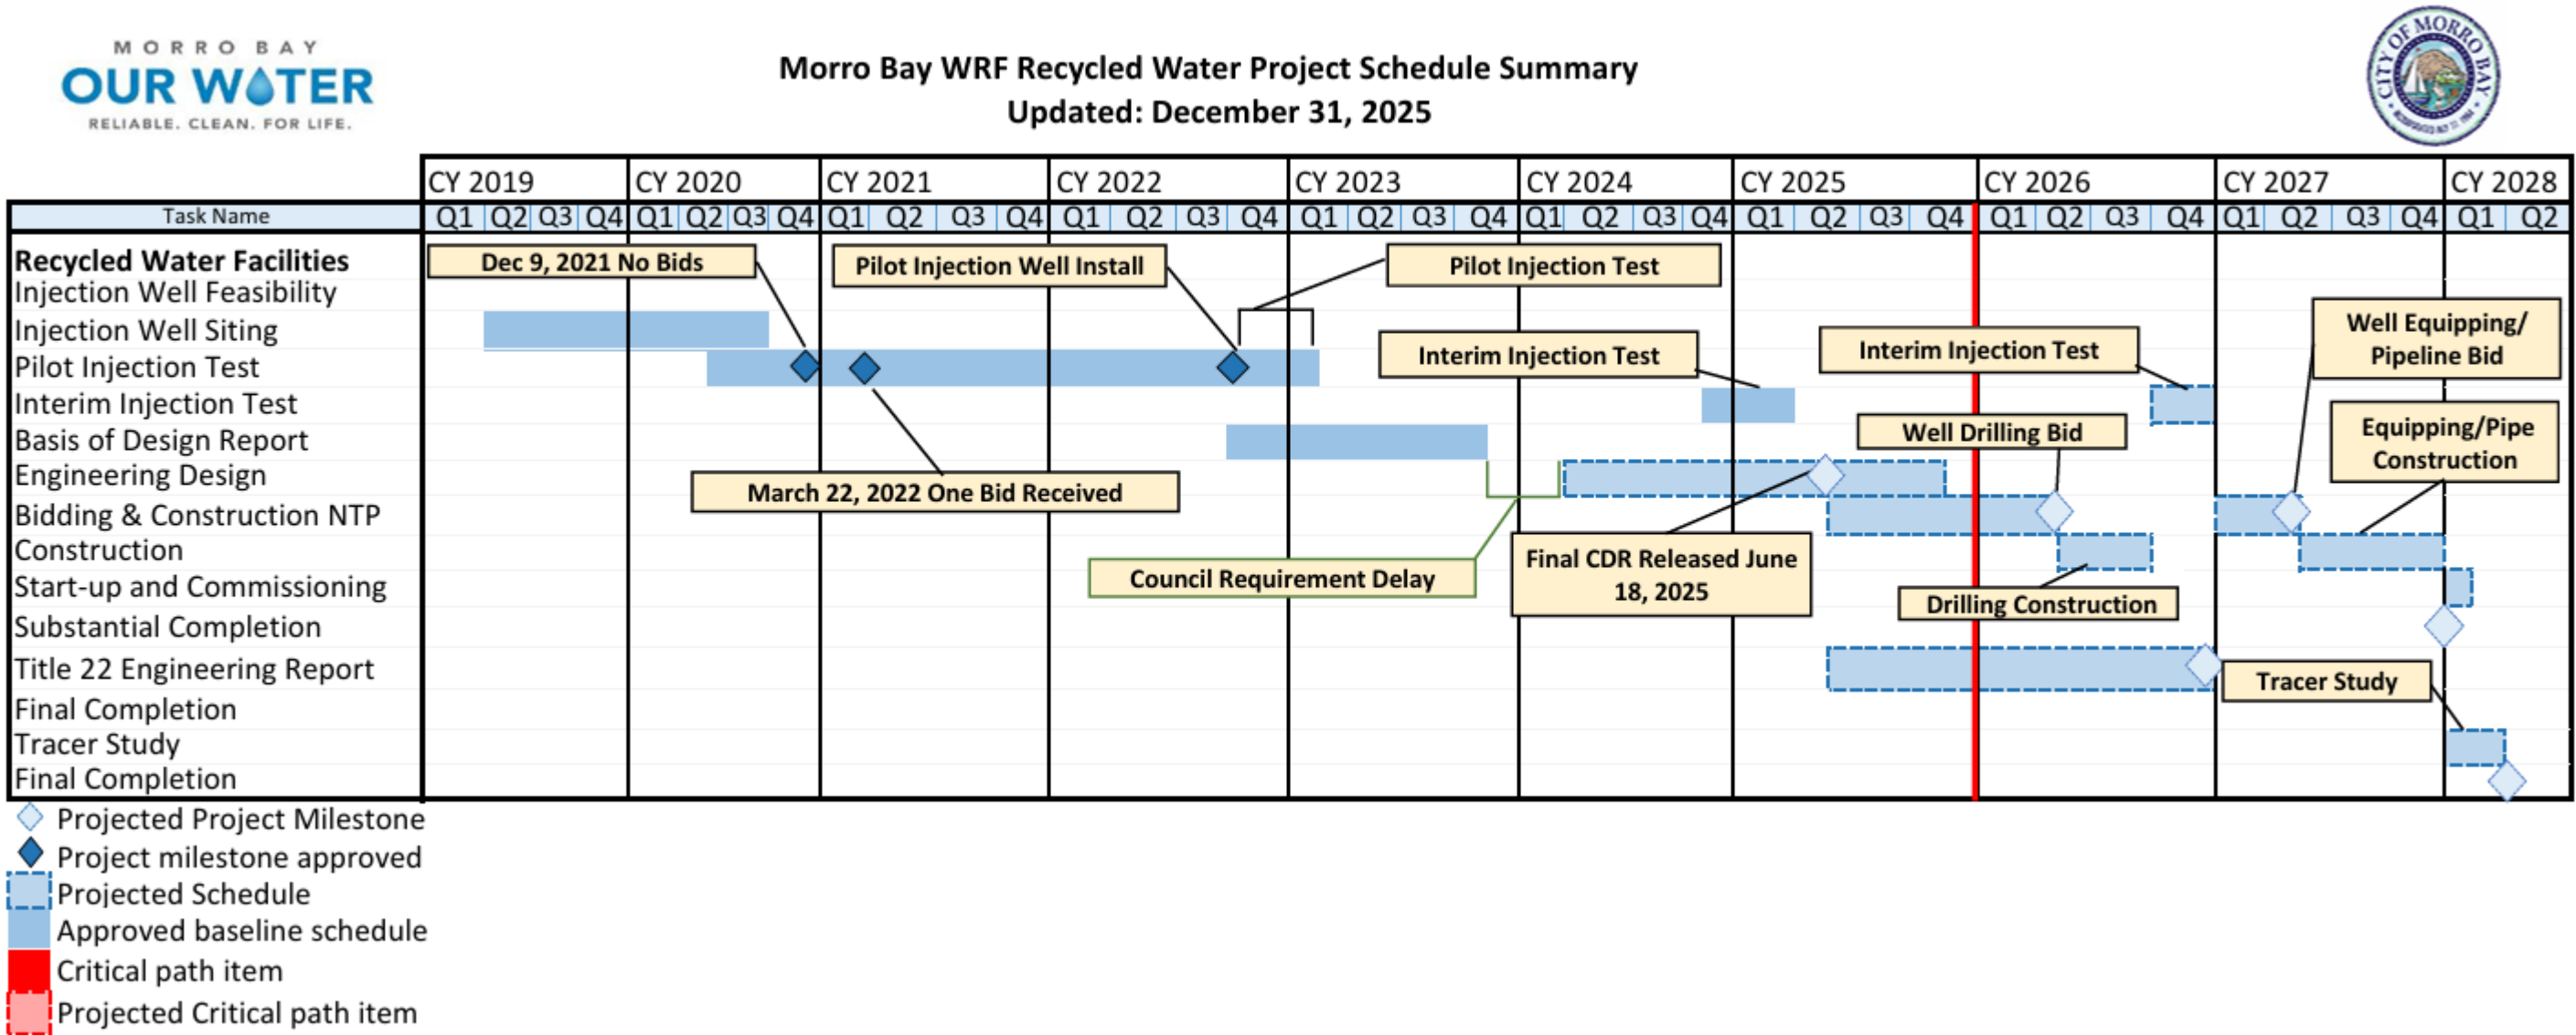 MORRO BAY
OUR WATER
RELIABLE. CLEAN. FOR LIFE.
Morro Bay WRF Recycled Water Project Schedule Summary
Updated: December 31, 2025
CITY OF MORRO BAY
CY 2019 CY 2020 CY 2021 CY 2022 CY 2023 CY 2024 CY 2025 CY 2026 CY 2027 CY 2028
Task Name Q1 Q2 Q3 Q4 Q1 Q2 Q3 Q4 Q1 Q2 Q3 Q4 Q1 Q2 Q3 Q4 Q1 Q2 Q3 Q4 Q1 Q2 Q3 Q4 Q1 Q2 Q3 Q4 Q1 Q2 Q3 Q4 Q1 Q2 Q3 Q4 Q1 Q2
Recycled Water Facilities
Dec 9, 2021 No Bids
Pilot Injection Well Install
Pilot Injection Test
Injection Well Feasibility
Injection Well Siting
Well Equipping/
Pipeline Bid
Interim Injection Test
Interim Injection Test
Pilot Injection Test
Interim Injection Test
Well Drilling Bid
Equipping/Pipe
Construction
Basis of Design Report
Engineering Design
March 22, 2022 One Bid Received
Bidding & Construction NTP
Construction
Final CDR Released June
18, 2025
Council Requirement Delay
Start-up and Commissioning
Drilling Construction
Substantial Completion
Title 22 Engineering Report
Tracer Study
Final Completion
Tracer Study
Final Completion
Projected Project Milestone
Project milestone approved
Projected Schedule
Approved baseline schedule
Critical path item
Projected Critical path item